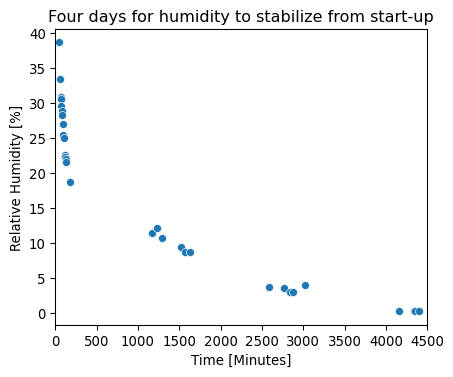 Four days for humidity to stabilize from start-up
40
35
30
25
20
15
10
5
0
Relative Humidity [%]
0 500 1000 1500 2000 2500 3000 3500 4000 4500
Time [Minutes]